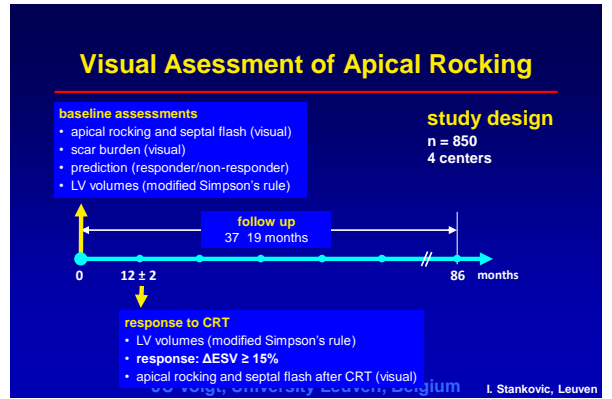 Visual Asessment of Apical Rocking
baseline assessments
• apical rocking and septal flash (visual)
• scar burden (visual)
• prediction (responder/non-responder)
• LV volumes (modified Simpson's rule)
study design
n = 850
4 centers
follow up
37 19 months
0 12 ± 2 86 months
response to CRT
• LV volumes (modified Simpson's rule)
• response: ΔESV ≥ 15%
• apical rocking and septal flash after CRT (visual)
Voigt, University Leuven, Belgium
I. Stankovic, Leuven